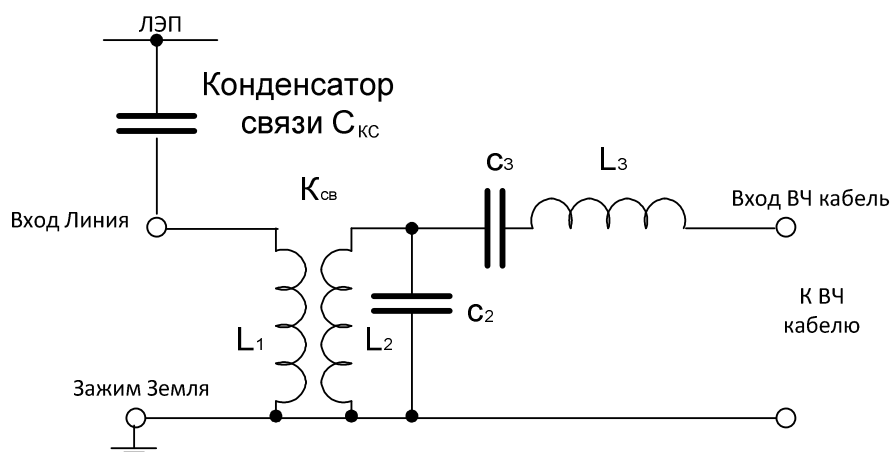 ЛЭП
Конденсатор
связи Cкс
Kсв
c3
L3
Вход Линия
Вход ВЧ кабель
L1
L2
c2
К ВЧ
кабелю
Зажим Земля